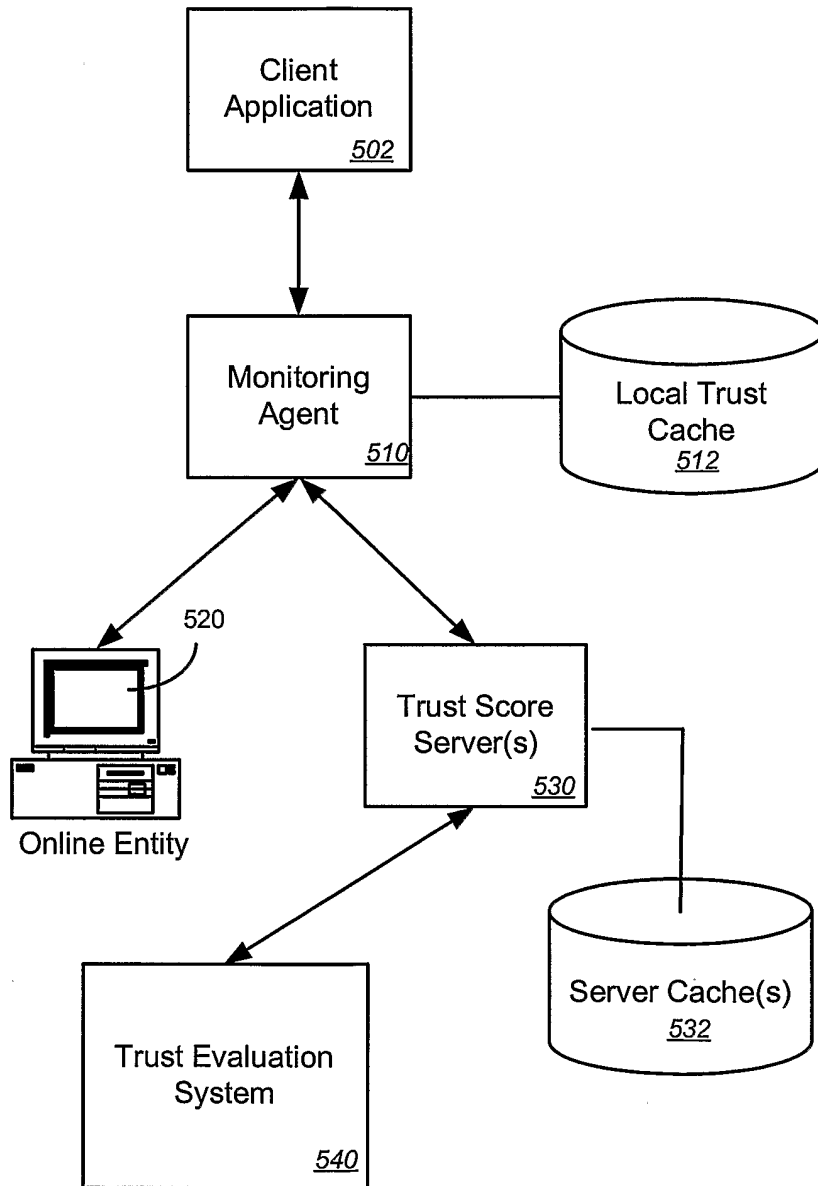 Client
Application
502
Monitoring
Agent
510
Local Trust
Cache
512
520
Online Entity
Trust Score
Server(s)
530
Server Cache(s)
532
Trust Evaluation
System
540